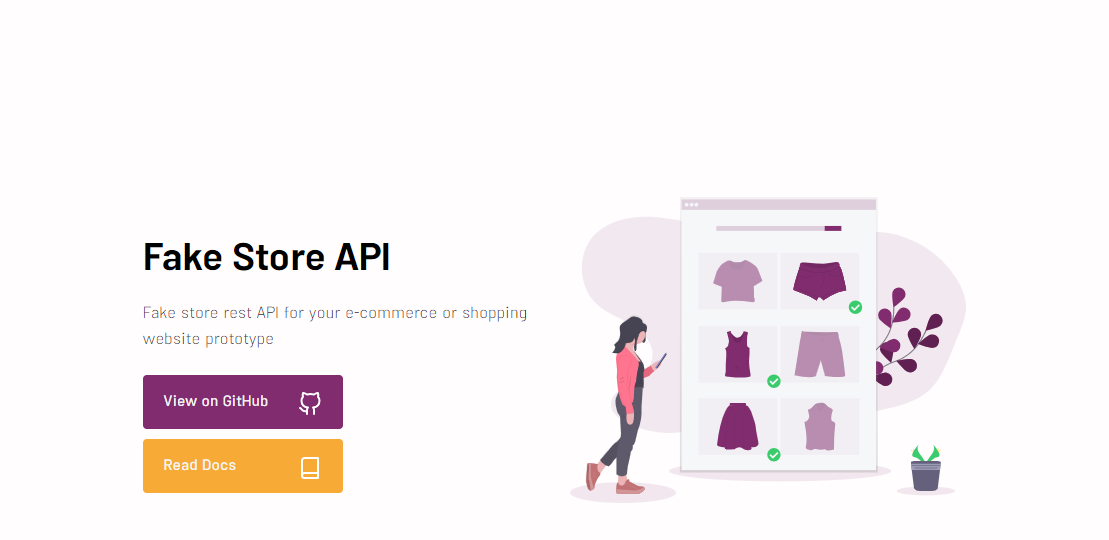 Fake Store API
Fake store rest API for your e-commerce or shopping
website prototype
View on GitHub
Read Docs